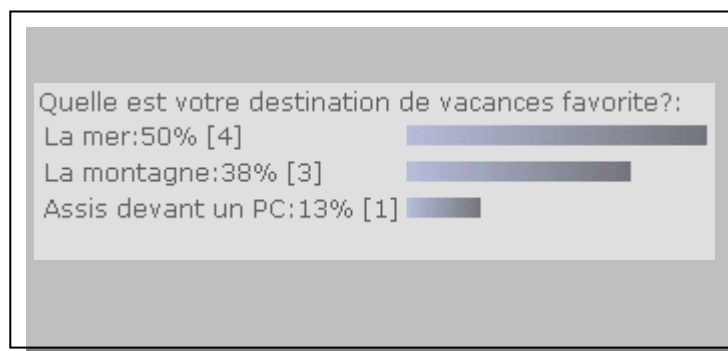 Quelle est votre destination de vacances favorite?:
La mer:50% [4]
La montagne:38% [3]
Assis devant un PC:13% [1]